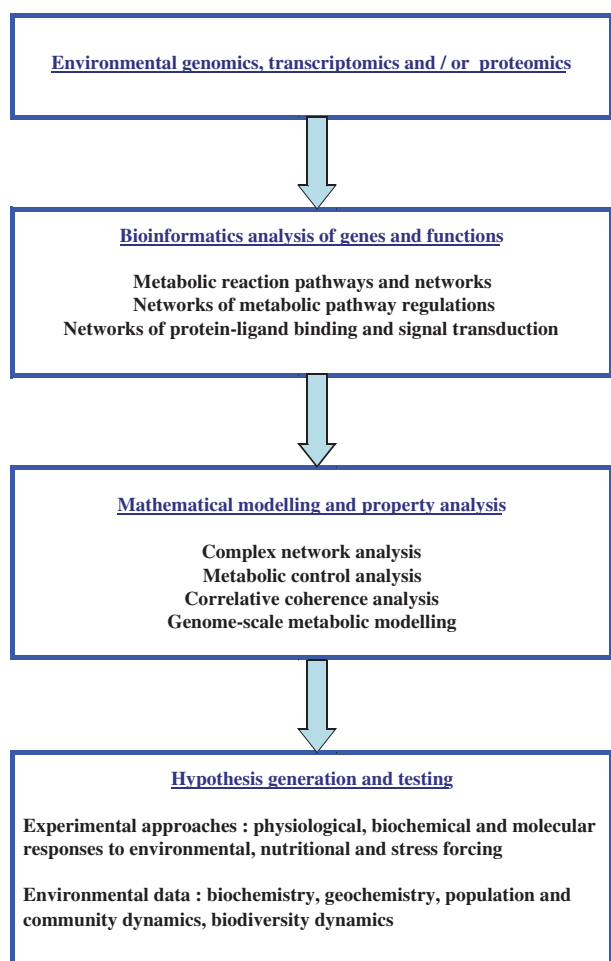 Environmental genomics, transcriptomics and / or proteomics
Bioinformatics analysis of genes and functions
Metabolic reaction pathways and networks
Networks of metabolic pathway regulations
Networks of protein-ligand binding and signal transduction
Mathematical modelling and property analysis
Complex network analysis
Metabolic control analysis
Correlative coherence analysis
Genome-scale metabolic modelling
Hypothesis generation and testing
Experimental approaches : physiological, biochemical and molecular
responses to environmental, nutritional and stress forcing
Environmental data : biochemistry, geochemistry, population and
community dynamics, biodiversity dynamics